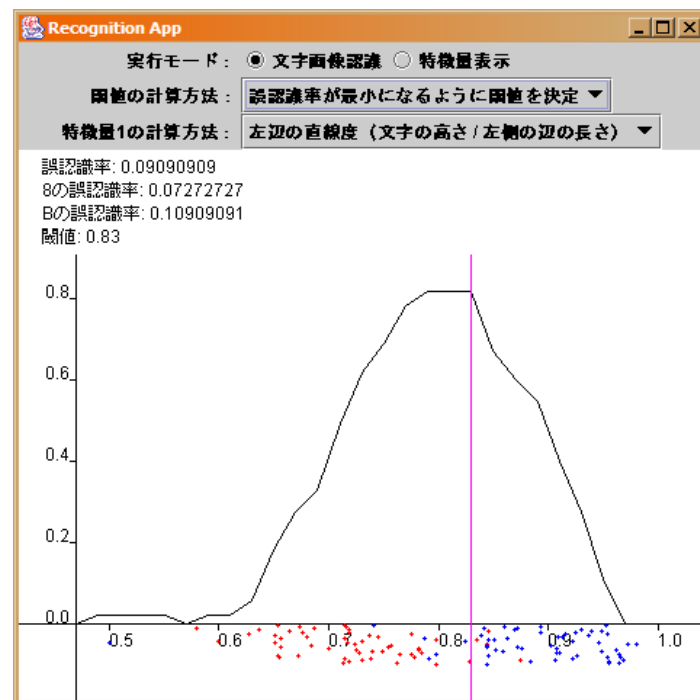 Recognition App
実行モード： 文字画像認識 特徴量表示
閾値の計算方法： 誤認識率が最小になるように閾値を決定
特徴量1の計算方法： 左辺の直線度（文字の高さ/左側の辺の長さ）
誤認識率: 0.09090909
8の誤認識率: 0.07272727
Bの誤認識率: 0.10909091
閾値: 0.83
0.8
0.6
0.4
0.2
0.0
0.5 0.6 0.7 0.8 0.9 1.0